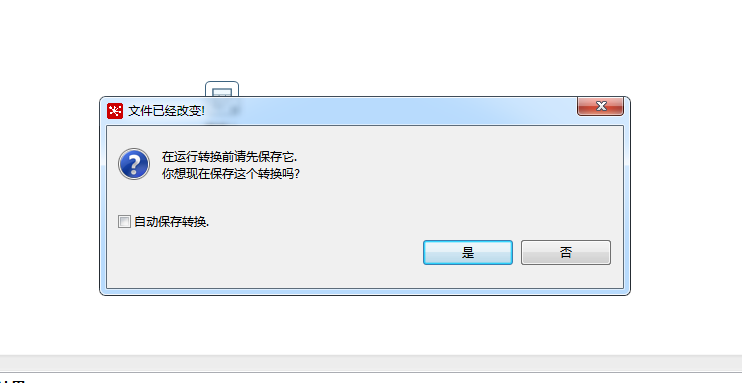 文件已经改变!
在运行转换前请先保存它.
你想现在保存这个转换吗?
自动保存转换.
是
否